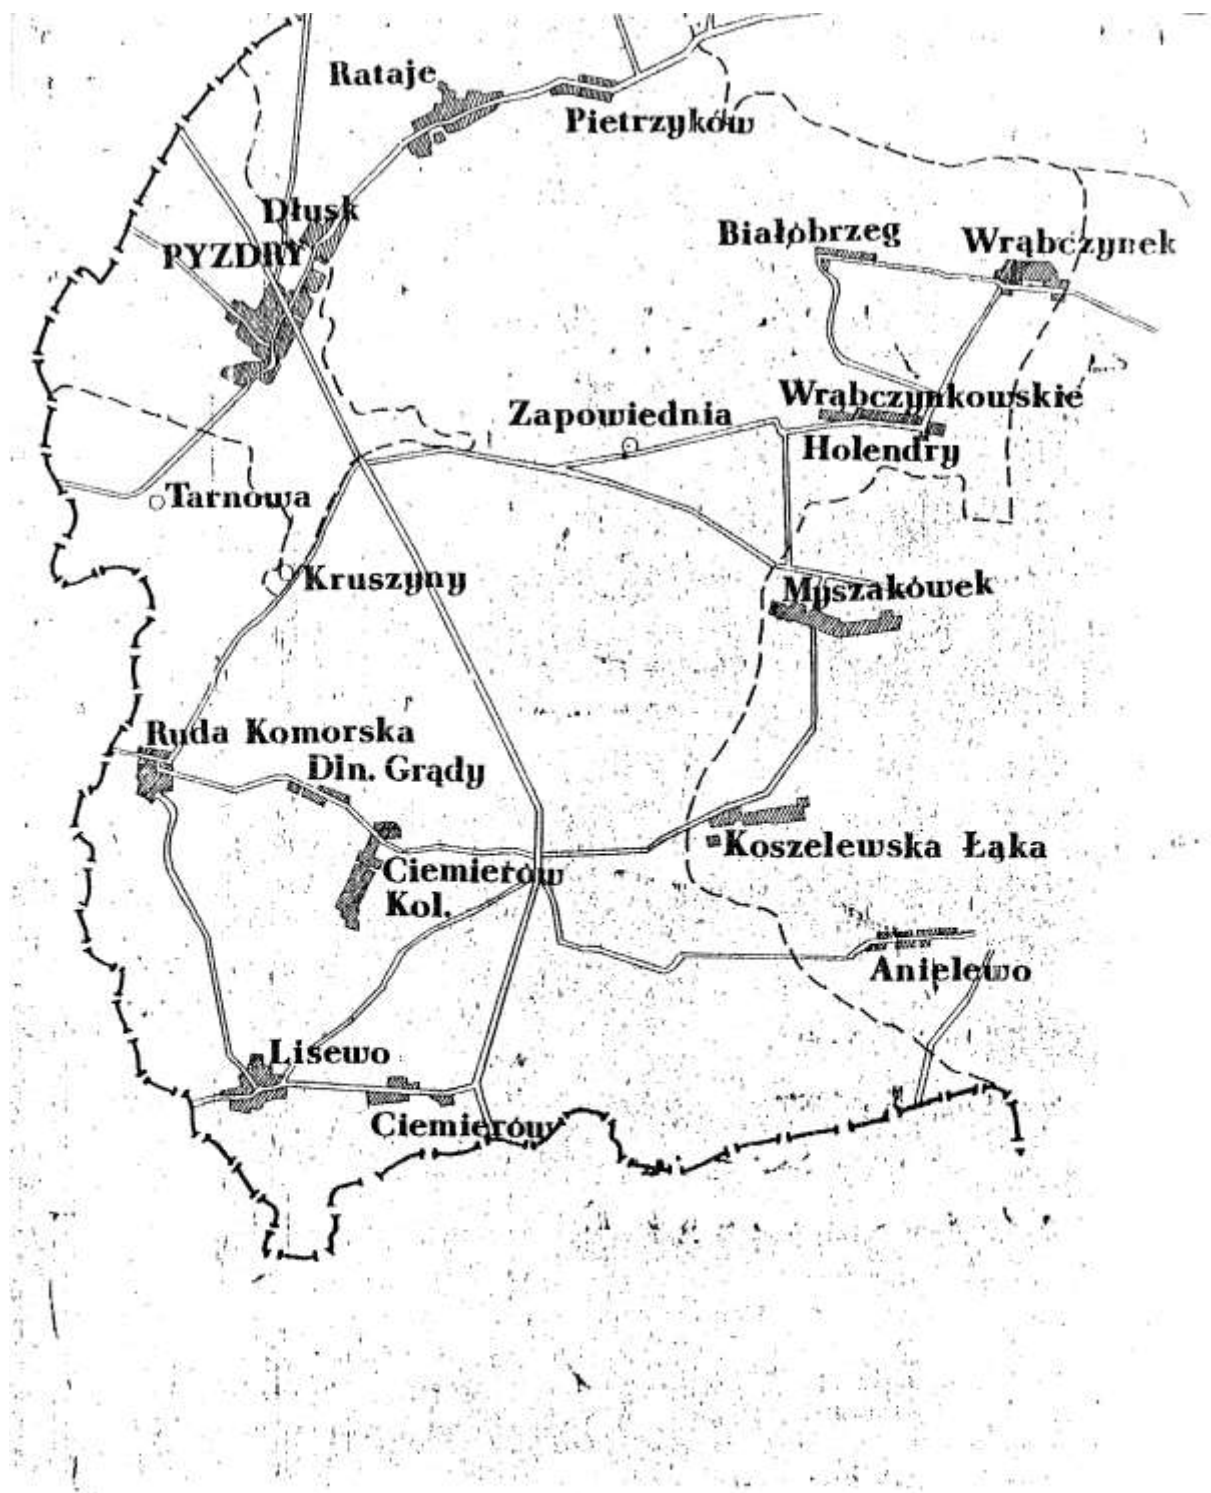 Rataje
Pietrzyków
Dłusk
PYZDRY
Białobrzeg
Wrąbczynek
Zapowiednia
Wrąbczynkowskie
Holendry
Tarnowa
Kruszyny
Myszakówek
Ruda Komorska
Dln. Grądy
Ciemierów
Kol.
Koszelewska Łąka
Anielewo
Lisewo
Ciemierów